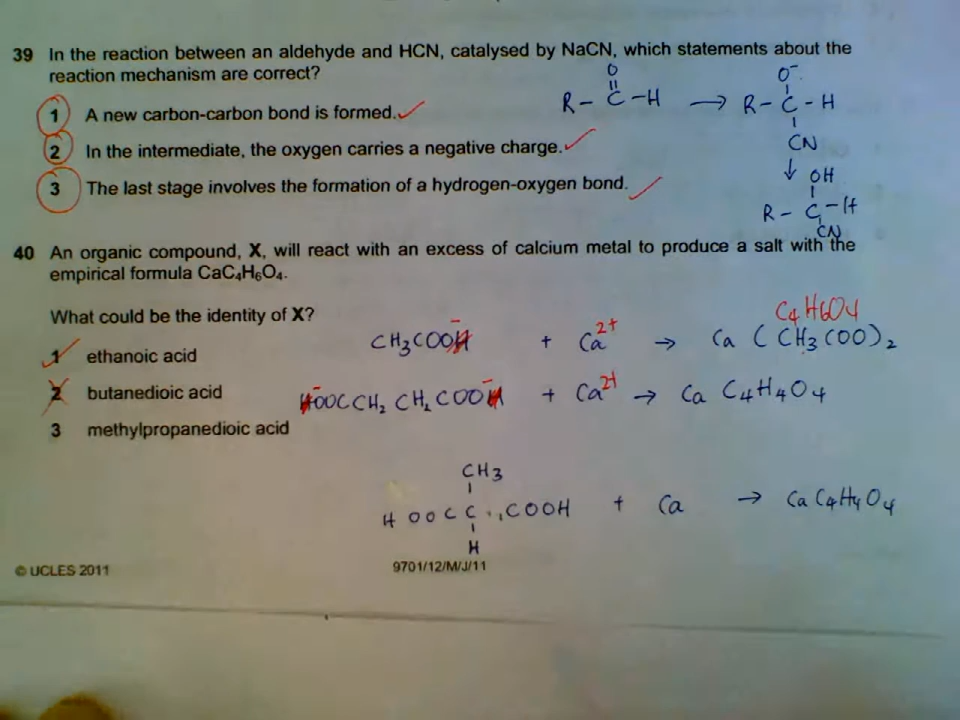 39 In the reaction between an aldehyde and HCN, catalysed by NaCN, which statements about the
reaction mechanism are correct?
O
R - C - H → R - C - H
O⁻
CN
OH
R - C - H
CN
1 A new carbon-carbon bond is formed. ✓
2 In the intermediate, the oxygen carries a negative charge. ✓
3 The last stage involves the formation of a hydrogen-oxygen bond. ✓
40 An organic compound, X, will react with an excess of calcium metal to produce a salt with the
empirical formula CaC₄H₆O₄.
What could be the identity of X?
C₄H₆O₄
1 ethanoic acid
CH₃COOH + Ca²⁺ → Ca (CH₃COO)₂
2 butanedioic acid
HOOCCH₂CH₂COOH + Ca²⁺ → Ca C₄H₄O₄
3 methylpropanedioic acid
CH₃
HOOC C COOH + Ca → CaC₄H₄O₄
H
© UCLES 2011
9701/12/M/J/11